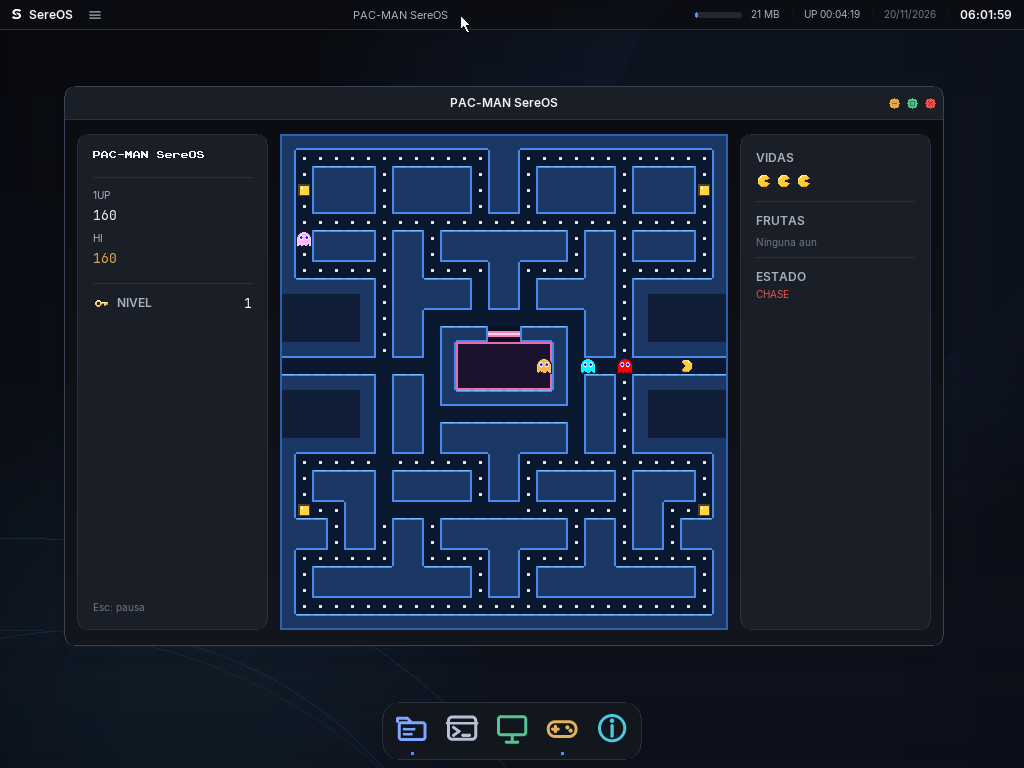 SereOS
PAC-MAN SereOS
21 MB
UP 00:04:19
20/11/2026
06:01:59
PAC-MAN SereOS
PAC-MAN SereOS
1UP
160
HI
160
NIVEL 1
Esc: pausa
VIDAS
FRUTAS
Ninguna aun
ESTADO
CHASE